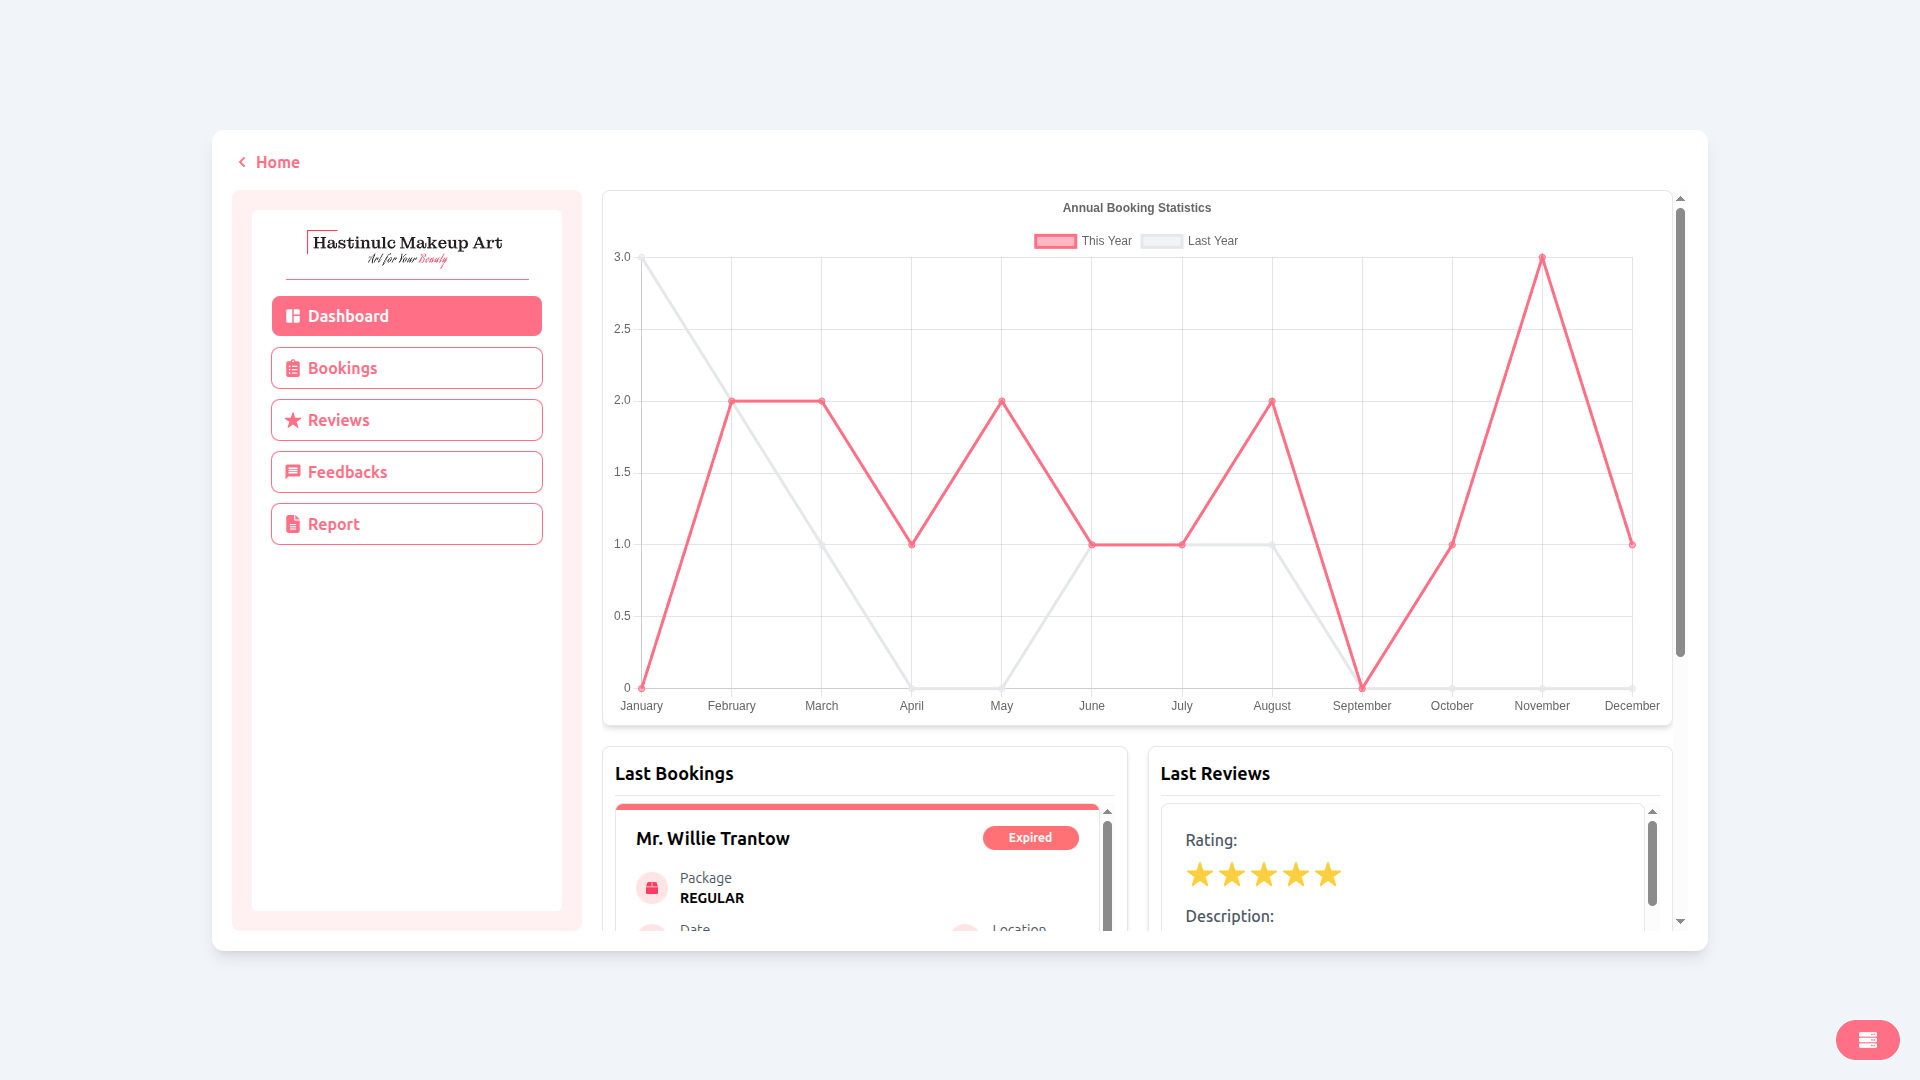 Home
Hastinulc Makeup Art
Art for Your Beauty
Dashboard
Bookings
Reviews
Feedbacks
Report
Annual Booking Statistics
This Year Last Year
3.0
2.5
2.0
1.5
1.0
0.5
0
January February March April May June July August September October November December
Last Bookings
Mr. Willie Trantow Expired
Package
REGULAR
Date Location
Last Reviews
Rating:
Description: